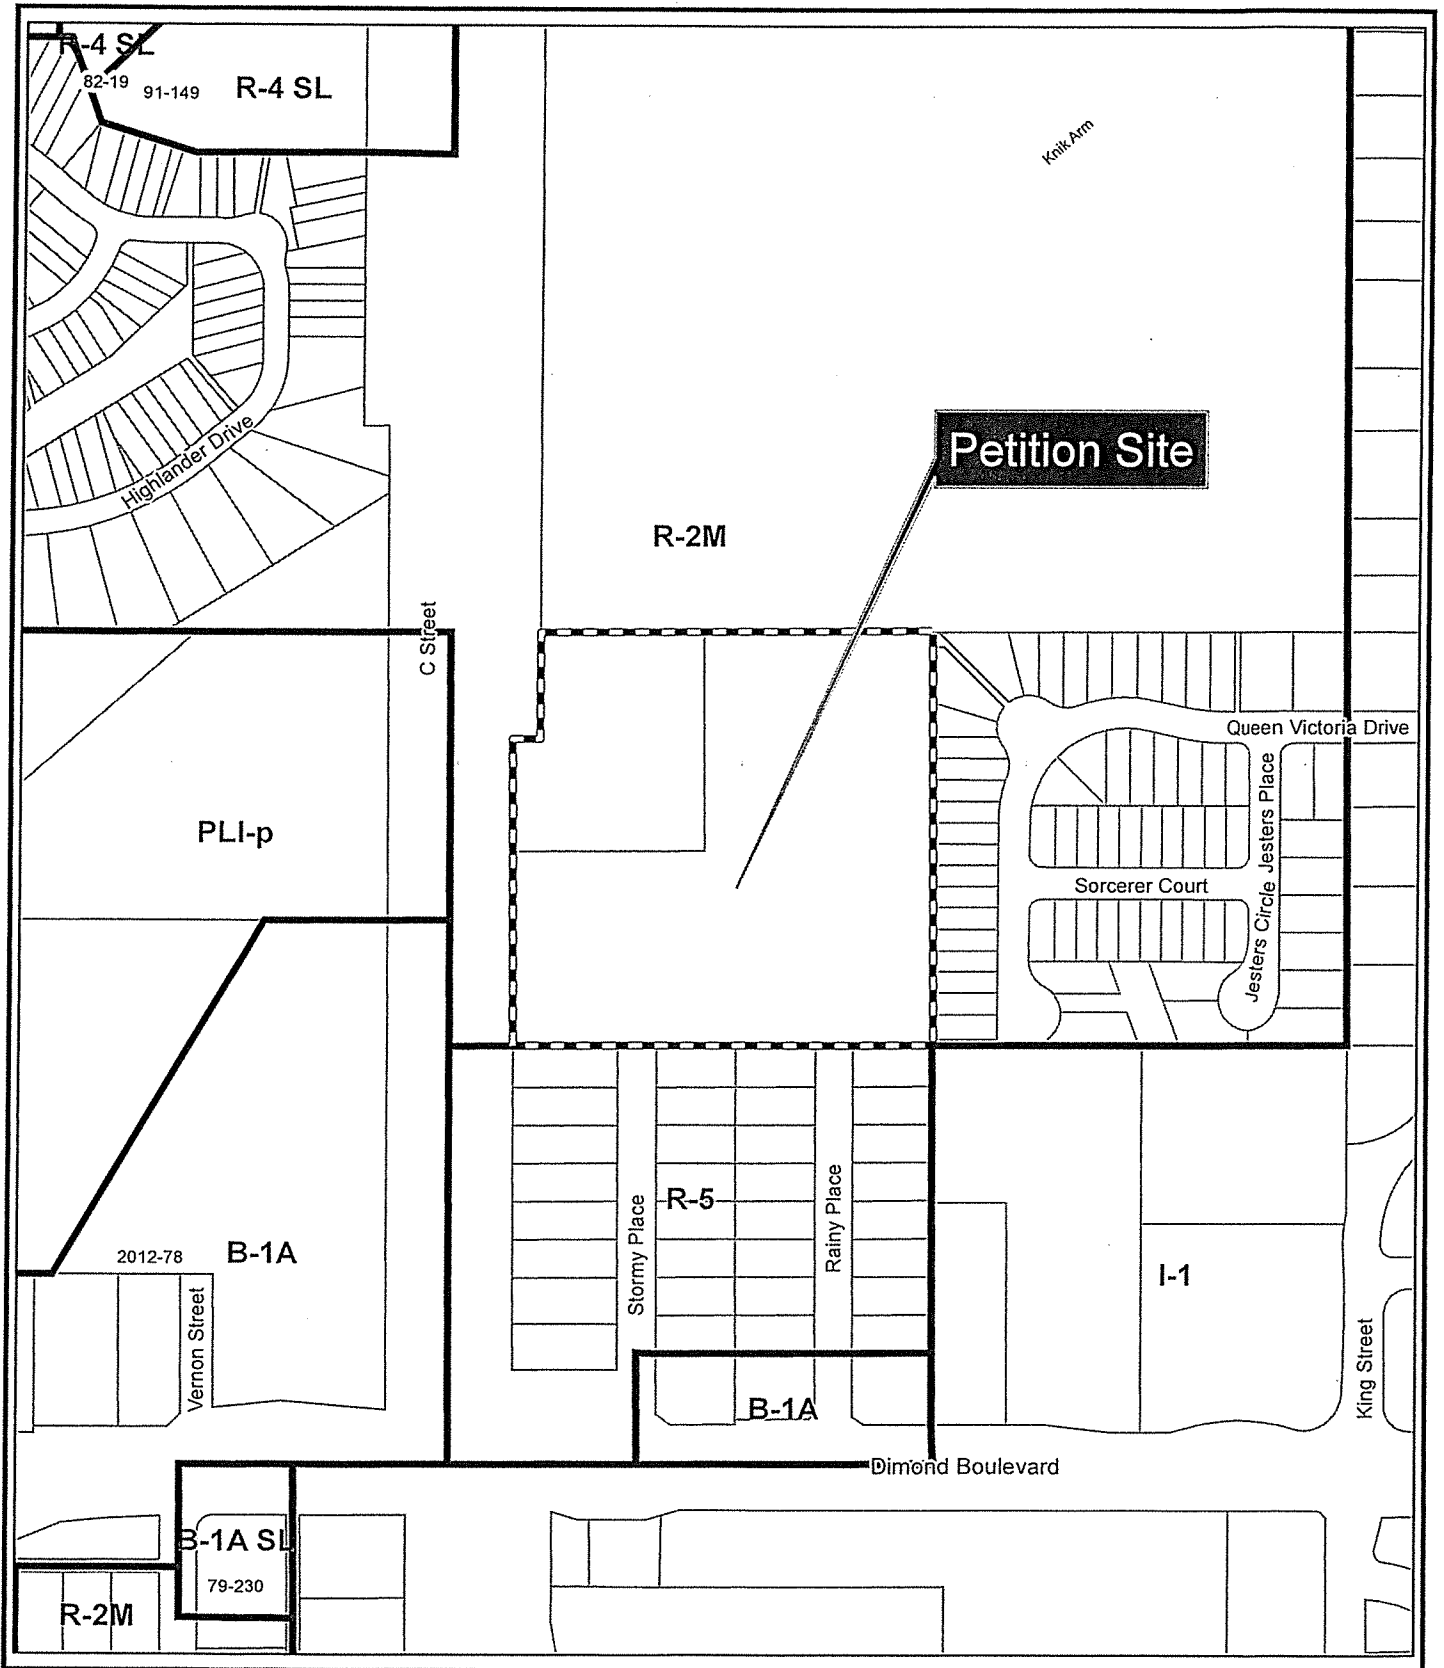 R-4 SL
82-19
91-149
R-4 SL
Knik Arm
Highlander Drive
Petition Site
R-2M
C Street
Queen Victoria Drive
Jesters Place
PLI-p
Sorcerer Court
Jesters Circle
R-5
Stormy Place
Rainy Place
2012-78
B-1A
I-1
Vernon Street
King Street
B-1A
Dimond Boulevard
B-1A SL
79-230
R-2M